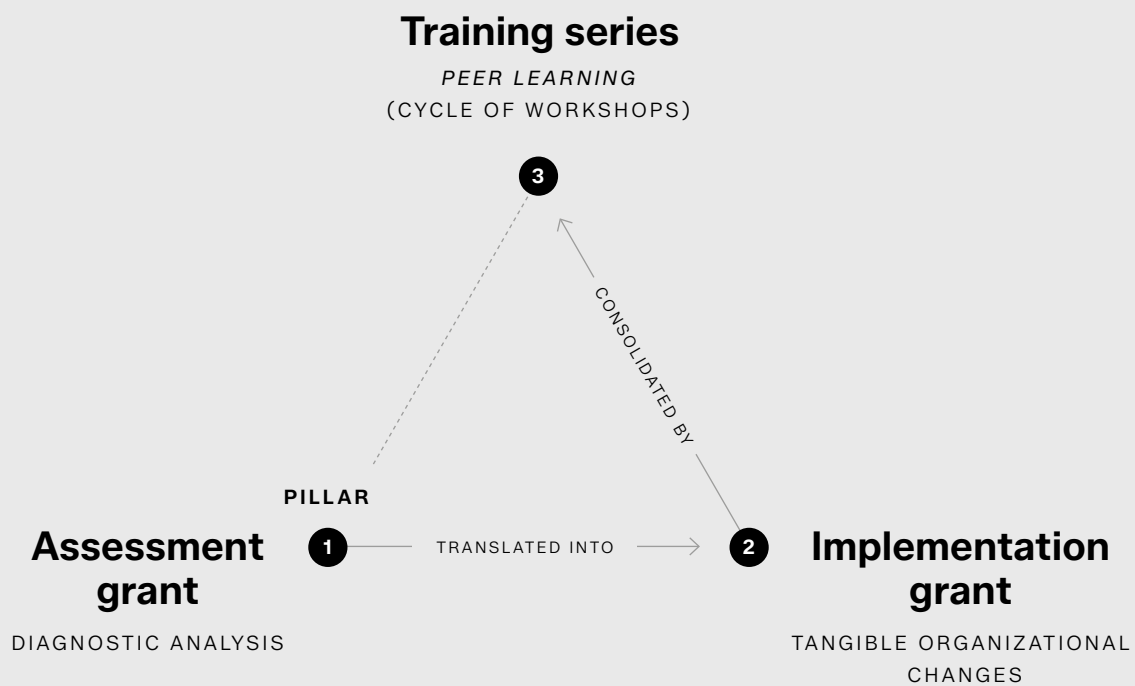 Training series
PEER LEARNING
(CYCLE OF WORKSHOPS)
3
CONSOLIDATED BY
PILLAR
Assessment
grant
DIAGNOSTIC ANALYSIS
1
TRANSLATED INTO
2
Implementation
grant
TANGIBLE ORGANIZATIONAL
CHANGES